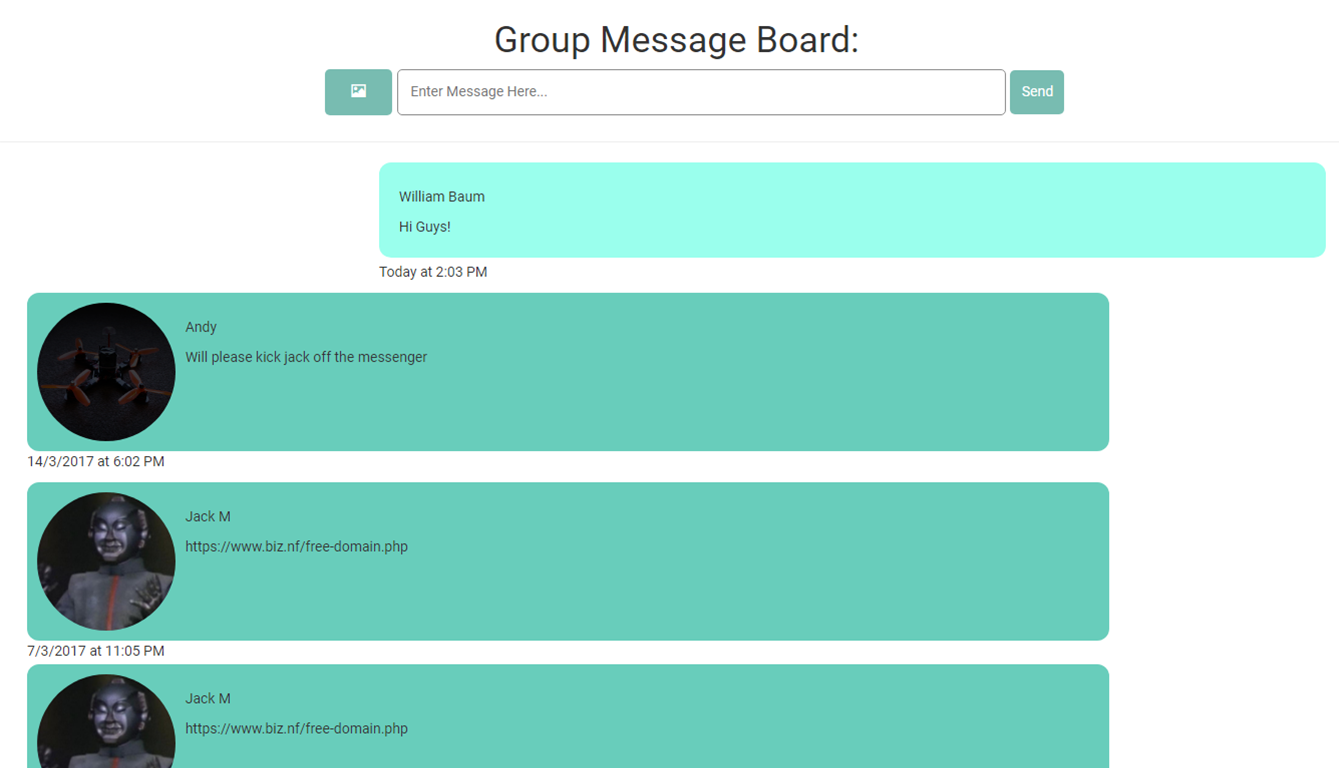 Group Message Board:
Enter Message Here...
Send
William Baum
Hi Guys!
Today at 2:03 PM
Andy
Will please kick jack off the messenger
14/3/2017 at 6:02 PM
Jack M
https://www.biz.nf/free-domain.php
7/3/2017 at 11:05 PM
Jack M
https://www.biz.nf/free-domain.php